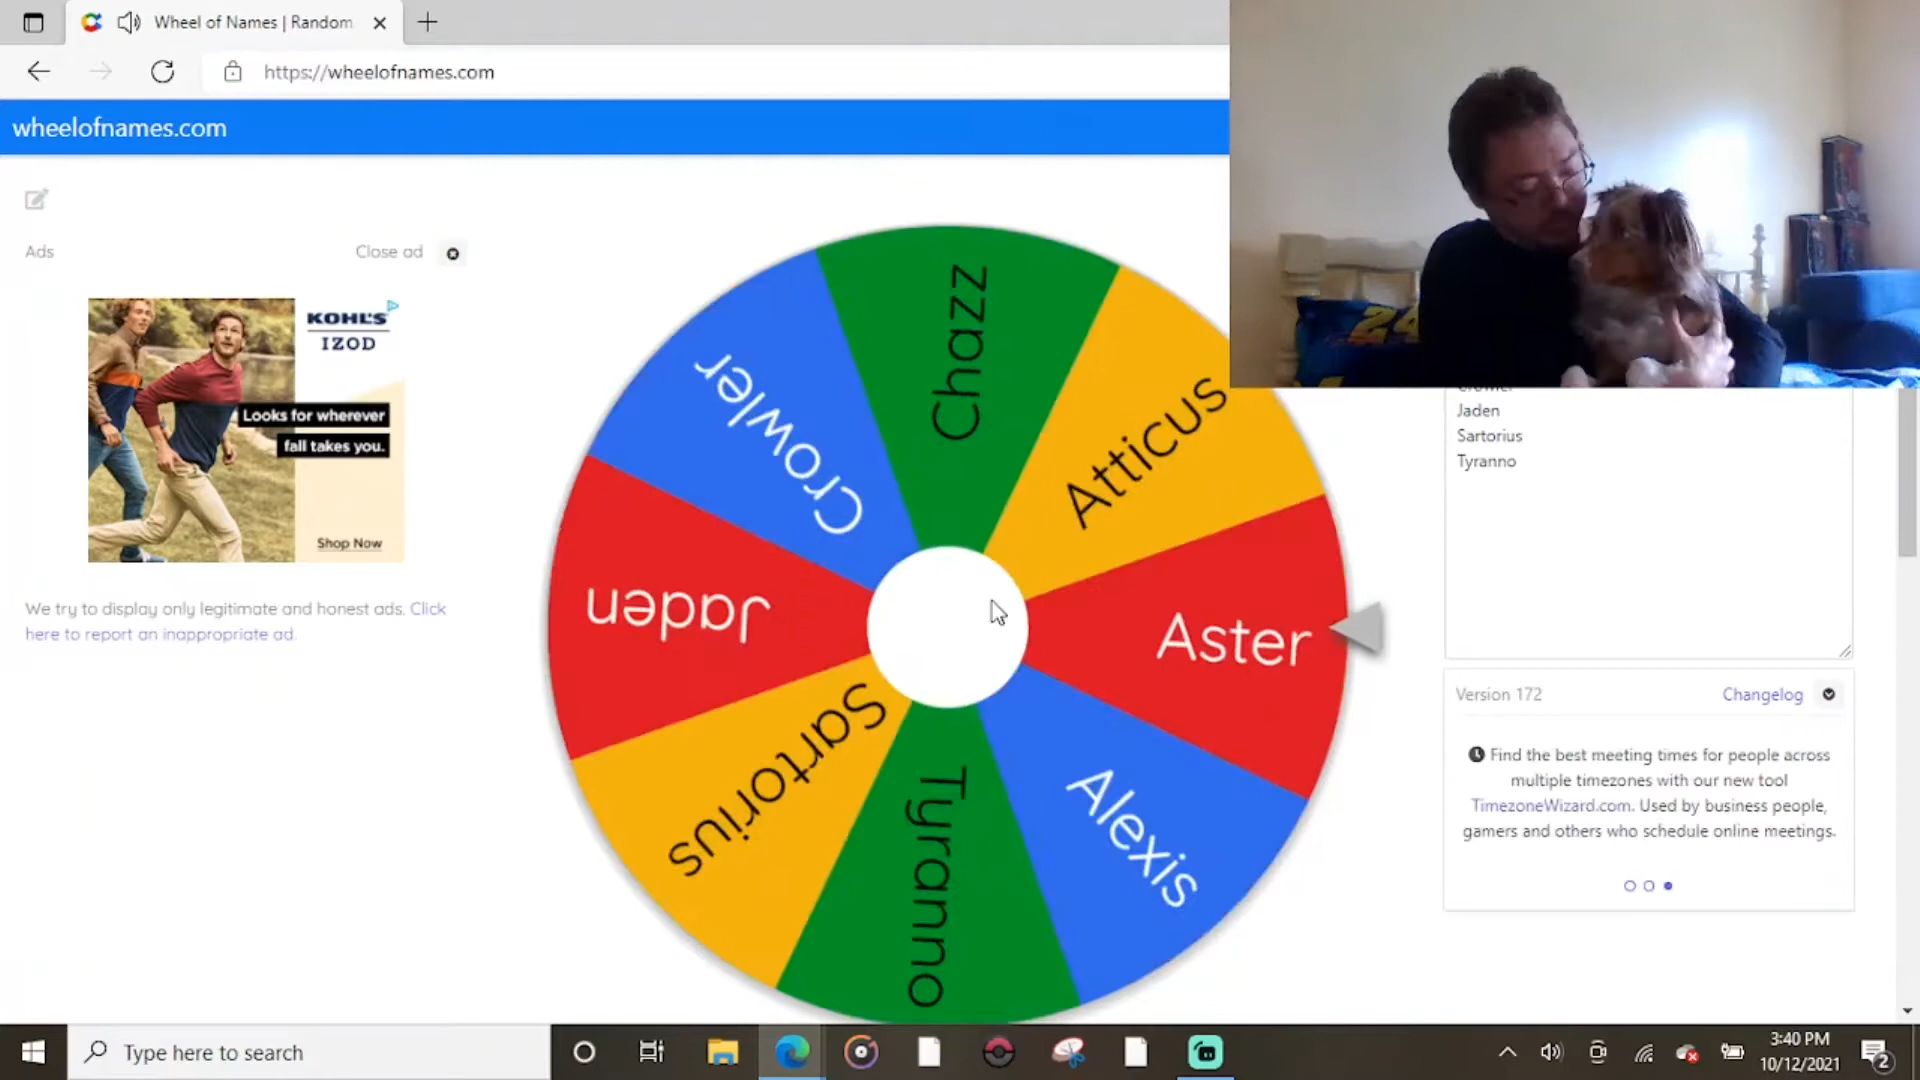 Wheel of Names | Random
https://wheelofnames.com
wheelofnames.com
Ads
Close ad
KOHL'S
IZOD
Looks for wherever
fall takes you.
Shop Now
We try to display only legitimate and honest ads. Click
here to report an inappropriate ad.
Chazz
Atticus
Aster
Alexis
Tyranno
Sartorius
Jaden
Crowler
24
Crowler
Jaden
Sartorius
Tyranno
Version 172
Changelog
Find the best meeting times for people across
multiple timezones with our new tool
TimezoneWizard.com. Used by business people,
gamers and others who schedule online meetings.
Type here to search
3:40 PM
10/12/2021
2